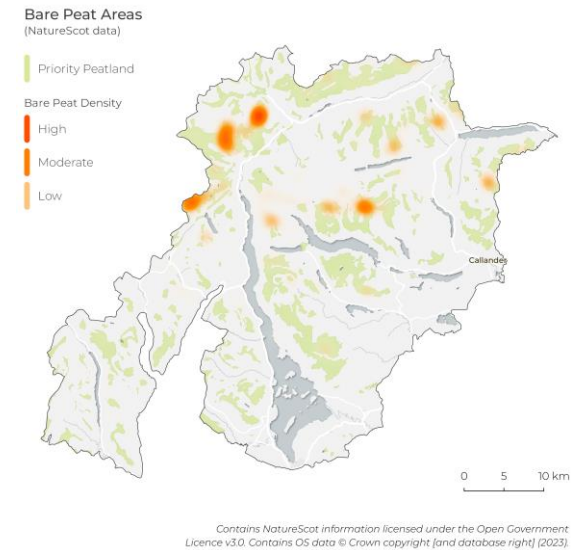 Bare Peat Areas
(NatureScot data)
Priority Peatland
Bare Peat Density
High
Moderate
Low
Callander
0 5 10 km
Contains NatureScot information licensed under the Open Government
Licence v3.0. Contains OS data © Crown copyright [and database right] (2023).